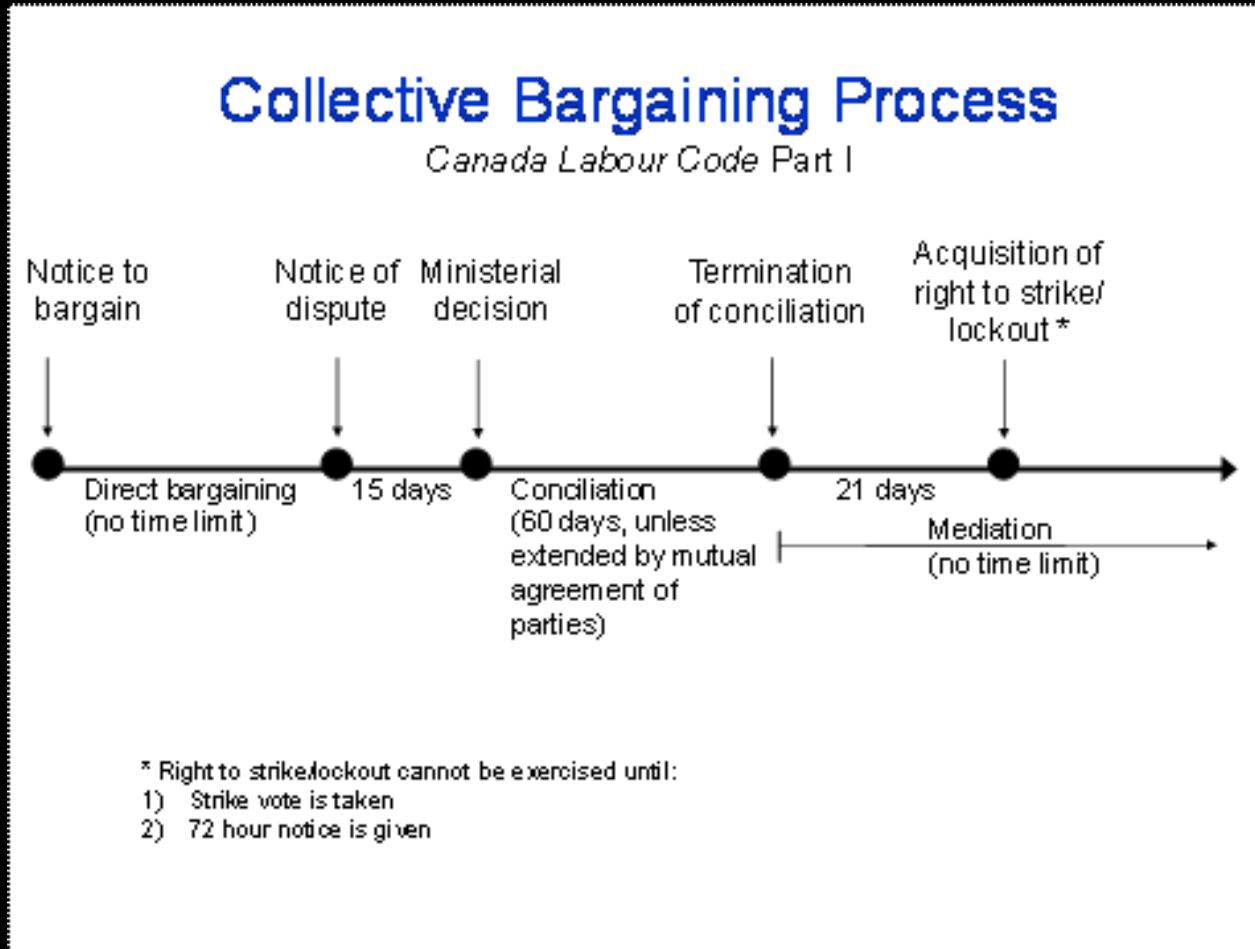 Collective Bargaining Process
Canada Labour Code Part I
Notice to
bargain
Notice of
dispute
Ministerial
decision
Termination
of conciliation
Acquisition of
right to strike/
lockout *
Direct bargaining
(no time limit)
15 days
Conciliation
(60 days, unless
extended by mutual
agreement of
parties)
21 days
Mediation
(no time limit)
* Right to strike/lockout cannot be exercised until:
1) Strike vote is taken
2) 72 hour notice is given